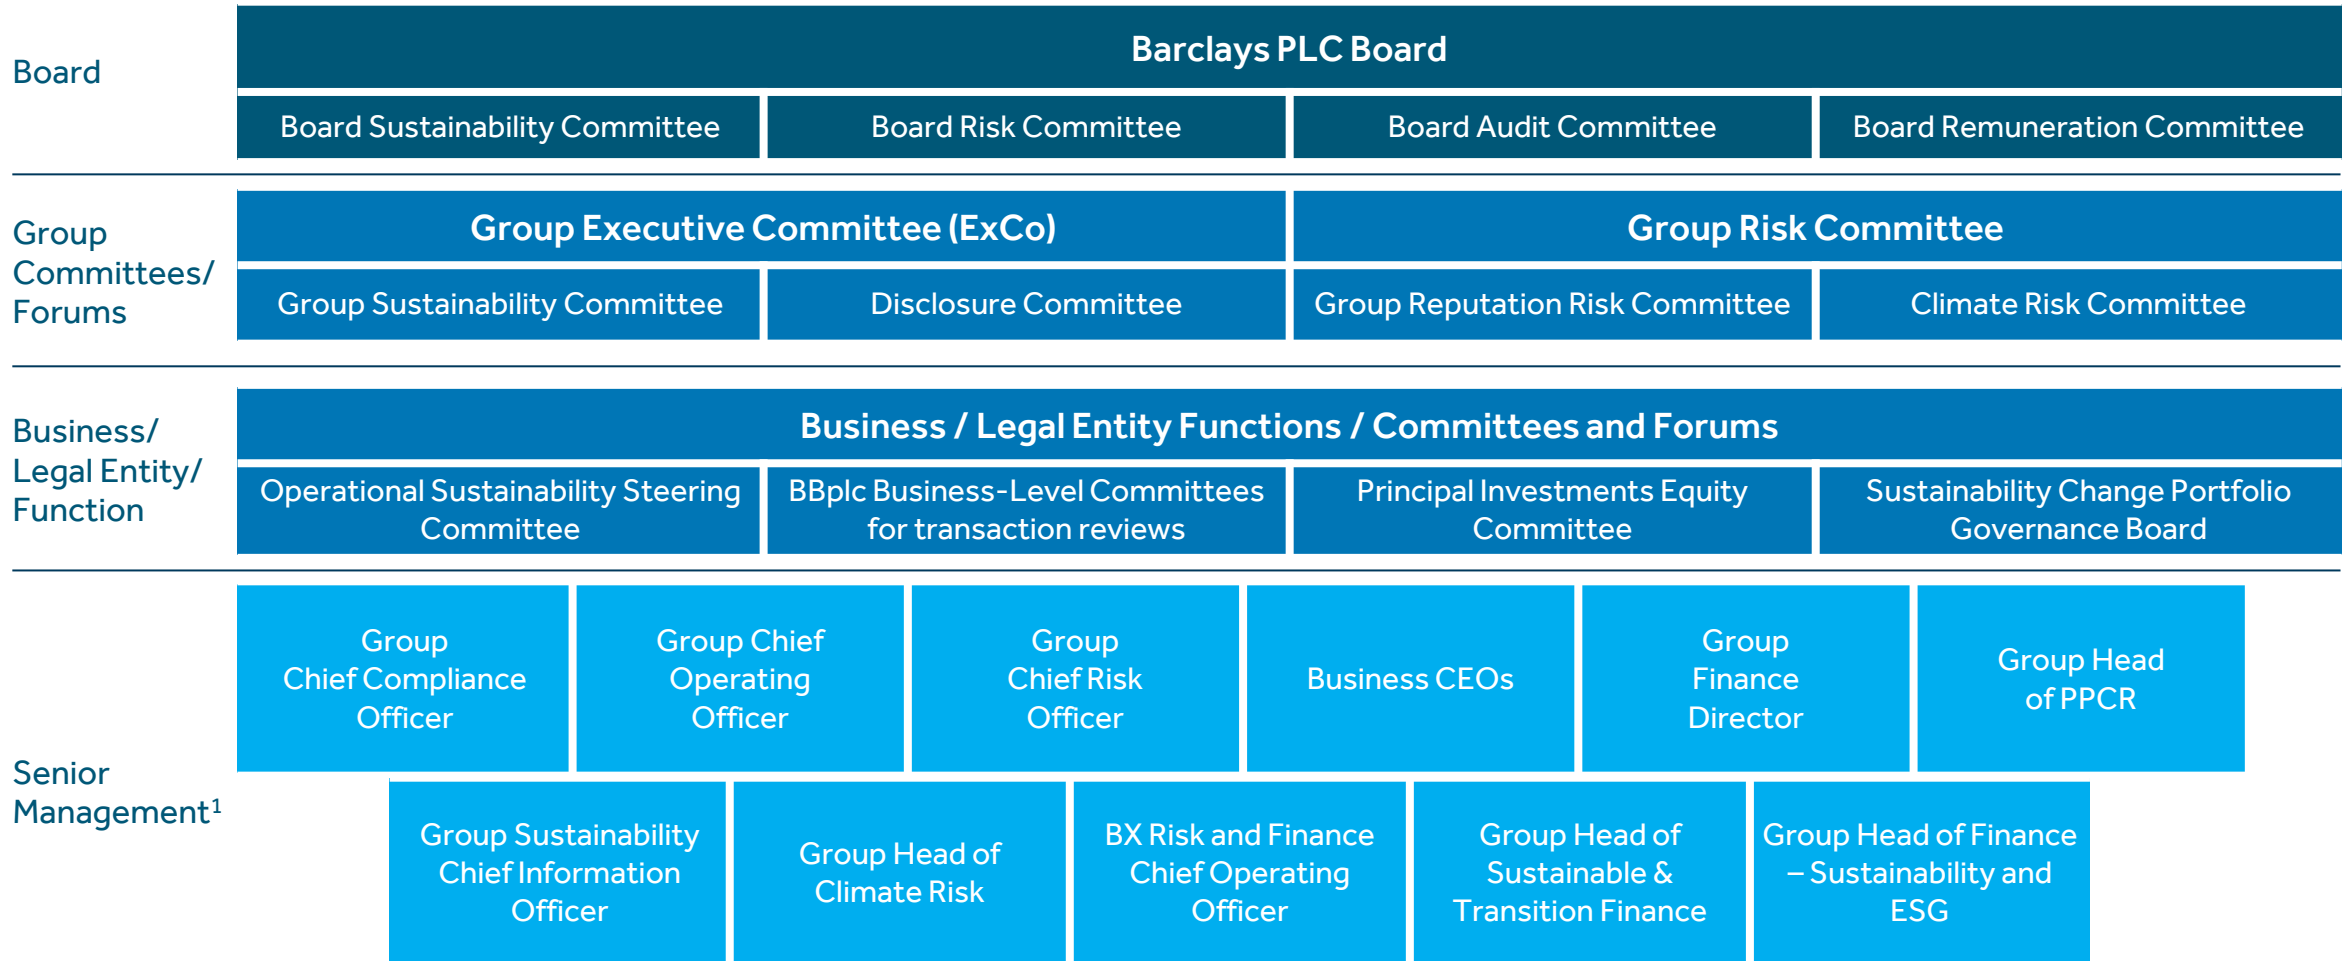 Board
Barclays PLC Board
Board Sustainability Committee
Board Risk Committee
Board Audit Committee
Board Remuneration Committee
Group
Committees/
Forums
Group Executive Committee (ExCo)
Group Risk Committee
Group Sustainability Committee
Disclosure Committee
Group Reputation Risk Committee
Climate Risk Committee
Business/
Legal Entity/
Function
Business / Legal Entity Functions / Committees and Forums
Operational Sustainability Steering
Committee
BBplc Business-Level Committees
for transaction reviews
Principal Investments Equity
Committee
Sustainability Change Portfolio
Governance Board
Senior
Management¹
Group
Chief Compliance
Officer
Group Chief
Operating
Officer
Group
Chief Risk
Officer
Business CEOs
Group
Finance
Director
Group Head
of PPCR
Group Sustainability
Chief Information
Officer
Group Head of
Climate Risk
BX Risk and Finance
Chief Operating
Officer
Group Head of
Sustainable &
Transition Finance
Group Head of Finance
– Sustainability and
ESG